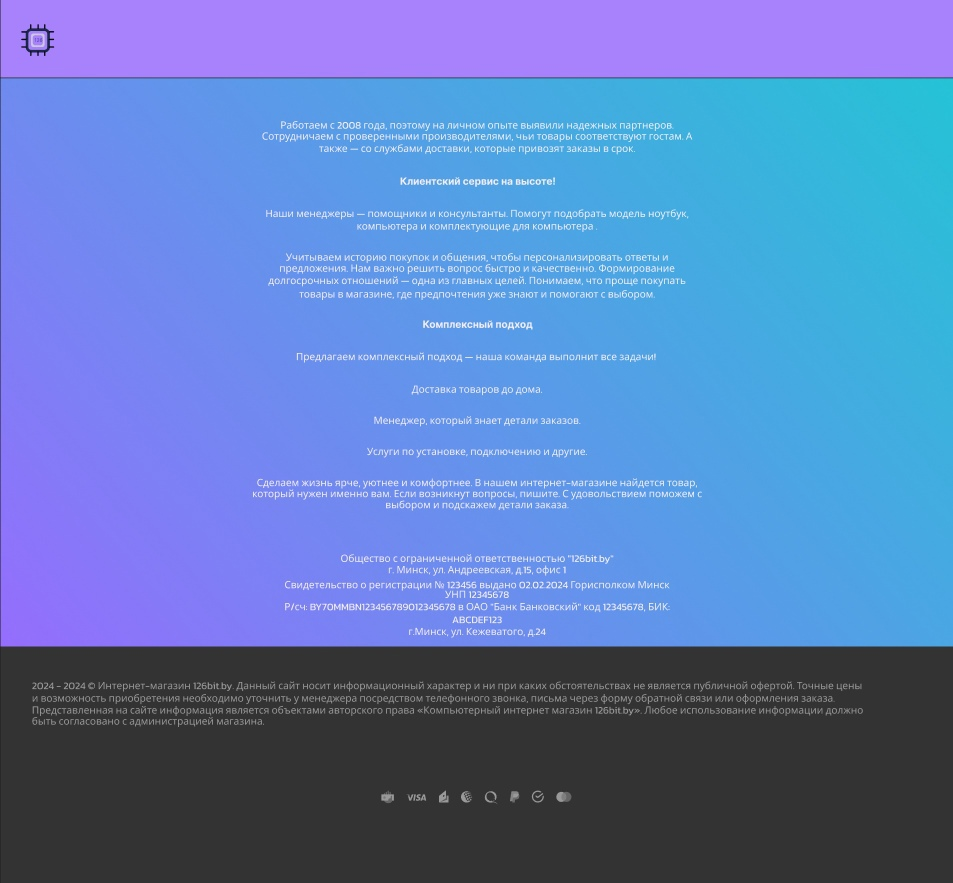 Работаем с 2008 года, поэтому на личном опыте выявили надежных партнеров.
Сотрудничаем с проверенными производителями, чьи товары соответствуют гостам. А
также — со службами доставки, которые привозят заказы в срок.
Клиентский сервис на высоте!
Наши менеджеры — помощники и консультанты. Помогут подобрать модель ноутбук,
компьютера и комплектующие для компьютера .
Учитываем историю покупок и общения, чтобы персонализировать ответы и
предложения. Нам важно решить вопрос быстро и качественно. Формирование
долгосрочных отношений — одна из главных целей. Понимаем, что проще покупать
товары в магазине, где предпочтения уже знают и помогают с выбором.
Комплексный подход
Предлагаем комплексный подход — наша команда выполнит все задачи!
Доставка товаров до дома.
Менеджер, который знает детали заказов.
Услуги по установке, подключению и другие.
Сделаем жизнь ярче, уютнее и комфортнее. В нашем интернет-магазине найдется товар,
который нужен именно вам. Если возникнут вопросы, пишите. С удовольствием поможем с
выбором и подскажем детали заказа.
Общество с ограниченной ответственностью "126bit.by"
г. Минск, ул. Андреевская, д.15, офис 1
Свидетельство о регистрации № 123456 выдано 02.02.2024 Горисполком Минск
УНП 12345678
Р/сч: BY70MMBN123456789012345678 в ОАО "Банк Банковский" код 12345678, БИК:
ABCDEF123
г.Минск, ул. Кежеватого, д.24
2024 - 2024 © Интернет-магазин 126bit.by. Данный сайт носит информационный характер и ни при каких обстоятельствах не является публичной офертой. Точные цены
и возможность приобретения необходимо уточнить у менеджера посредством телефонного звонка, письма через форму обратной связи или оформления заказа.
Представленная на сайте информация является объектами авторского права «Компьютерный интернет магазин 126bit.by». Любое использование информации должно
быть согласовано с администрацией магазина.
VISA